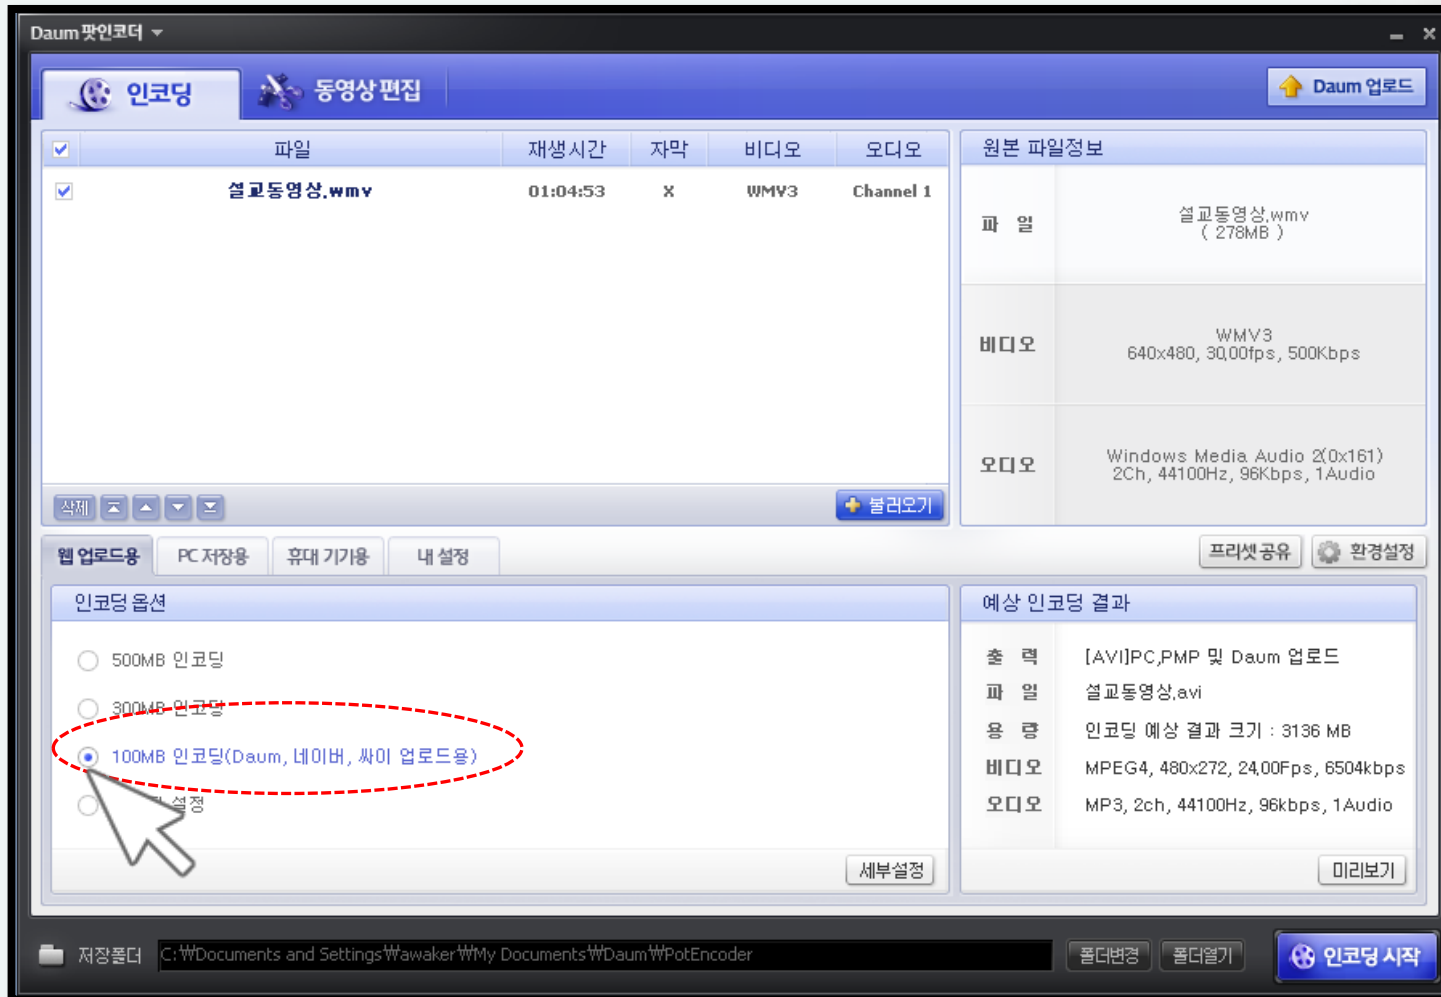 Daum 팟인코더
인코딩
동영상 편집
Daum 업로드
파일 재생시간 자막 비디오 오디오
설교동영상.wmv 01:04:53 X WMV3 Channel 1
원본 파일정보
파 일
설교동영상.wmv
( 278MB )
비디오
WMV3
640x480, 30.00fps, 500Kbps
오디오
Windows Media Audio 2(0x161)
2Ch, 44100Hz, 96Kbps, 1Audio
삭제
불러오기
웹 업로드용 PC 저장용 휴대 기기용 내 설정
프리셋 공유 환경설정
인코딩 옵션
500MB 인코딩
300MB 인코딩
100MB 인코딩(Daum, 네이버, 싸이 업로드용)
설정
세부설정
예상 인코딩 결과
출 력 [AVI]PC,PMP 및 Daum 업로드
파 일 설교동영상.avi
용 량 인코딩 예상 결과 크기 : 3136 MB
비디오 MPEG4, 480x272, 24.00Fps, 6504kbps
오디오 MP3, 2ch, 44100Hz, 96kbps, 1Audio
미리보기
저장폴더 C:₩Documents and Settings₩awaker₩My Documents₩Daum₩PotEncoder
폴더변경 폴더열기
인코딩 시작